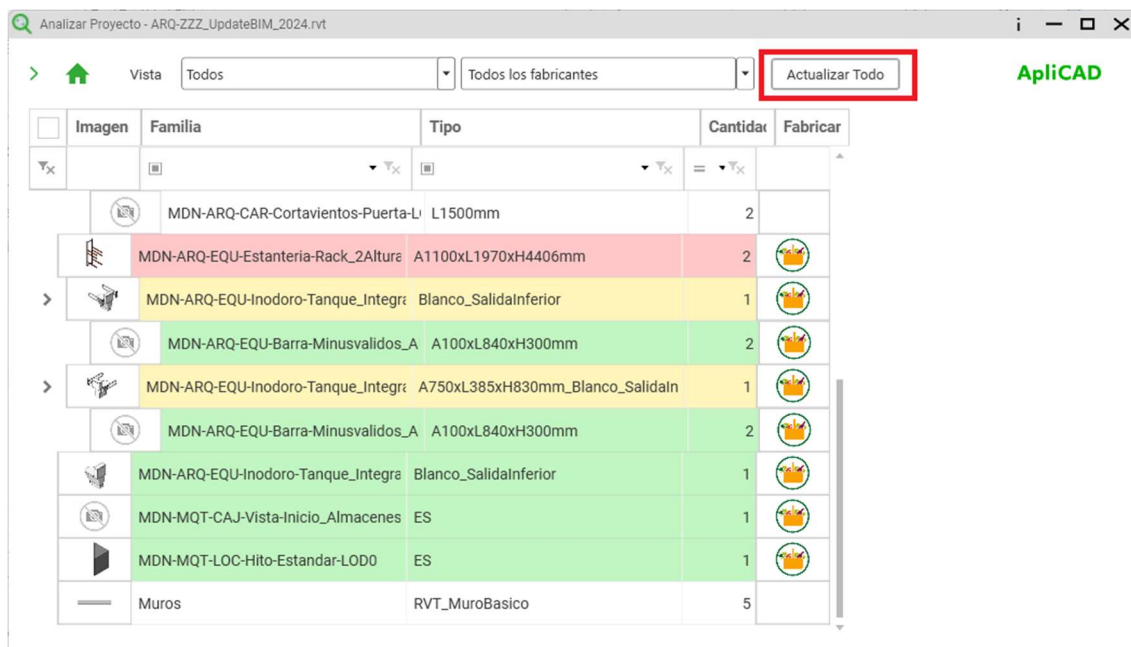 Analizar Proyecto - ARQ-ZZZ_UpdateBIM_2024.rvt
Vista Todos Todos los fabricantes Actualizar Todo ApliCAD
Imagen Familia Tipo Cantidac Fabricar
MDN-ARQ-CAR-Cortavientos-Puerta-L L1500mm 2
MDN-ARQ-EQU-Estanteria-Rack_2Altura A1100xL1970xH4406mm 2
MDN-ARQ-EQU-Inodoro-Tanque_Integra Blanco_SalidaInferior 1
MDN-ARQ-EQU-Barra-Minusvalidos_A A100xL840xH300mm 2
MDN-ARQ-EQU-Inodoro-Tanque_Integra A750xL385xH830mm_Blanco_SalidaIn 1
MDN-ARQ-EQU-Barra-Minusvalidos_A A100xL840xH300mm 2
MDN-ARQ-EQU-Inodoro-Tanque_Integra Blanco_SalidaInferior 1
MDN-MQT-CAJ-Vista-Inicio_Almacenes ES 1
MDN-MQT-LOC-Hito-Estandar-LOD0 ES 1
Muros RVT_MuroBasico 5